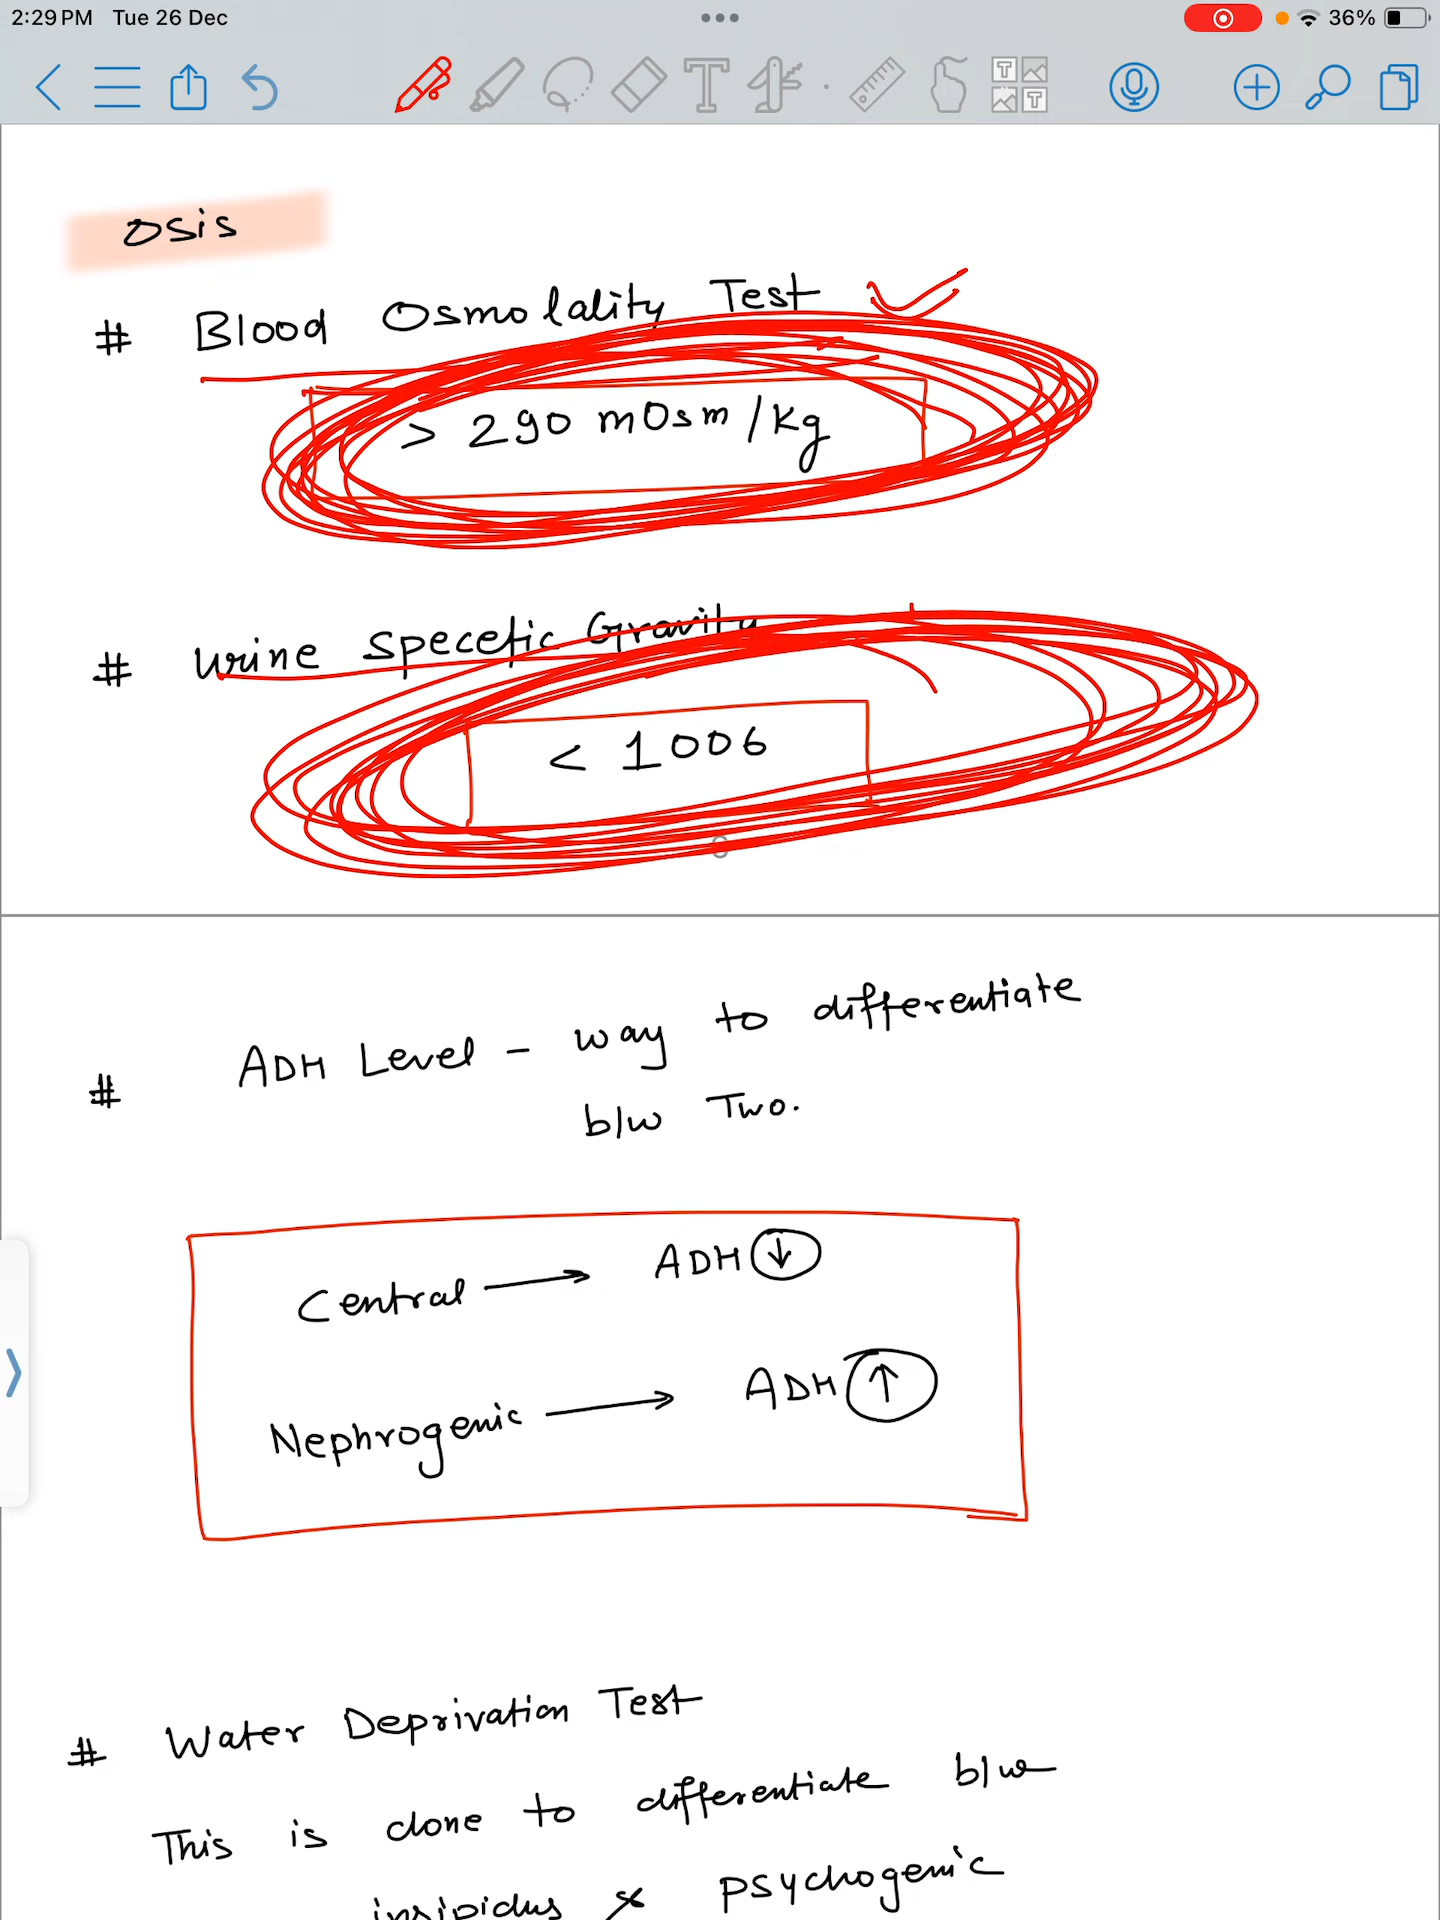 2:29 PM Tue 26 Dec 36%
osis
# Blood Osmolality Test
> 290 mOsm/kg
# Urine Specefic Gravity
< 1006
# ADH Level - way to differentiate
b/w Two.
Central → ADH ↓
Nephrogenic → ADH ↑
# Water Deprivation Test
This is done to differentiate b/w
insipidus & psychogenic